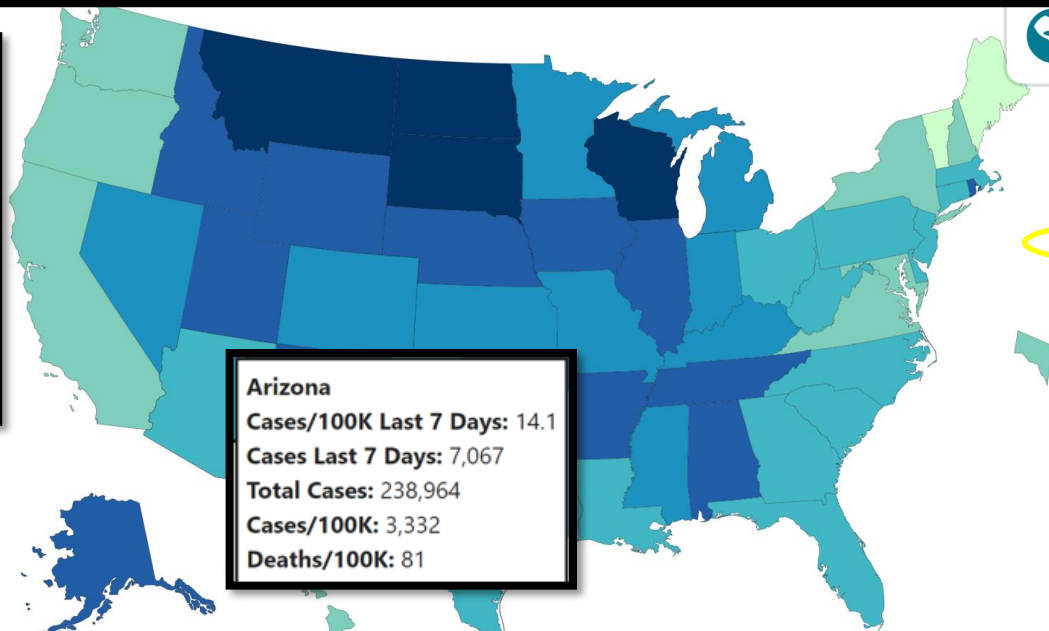 Arizona
Cases/100K Last 7 Days: 14.1
Cases Last 7 Days: 7,067
Total Cases: 238,964
Cases/100K: 3,332
Deaths/100K: 81